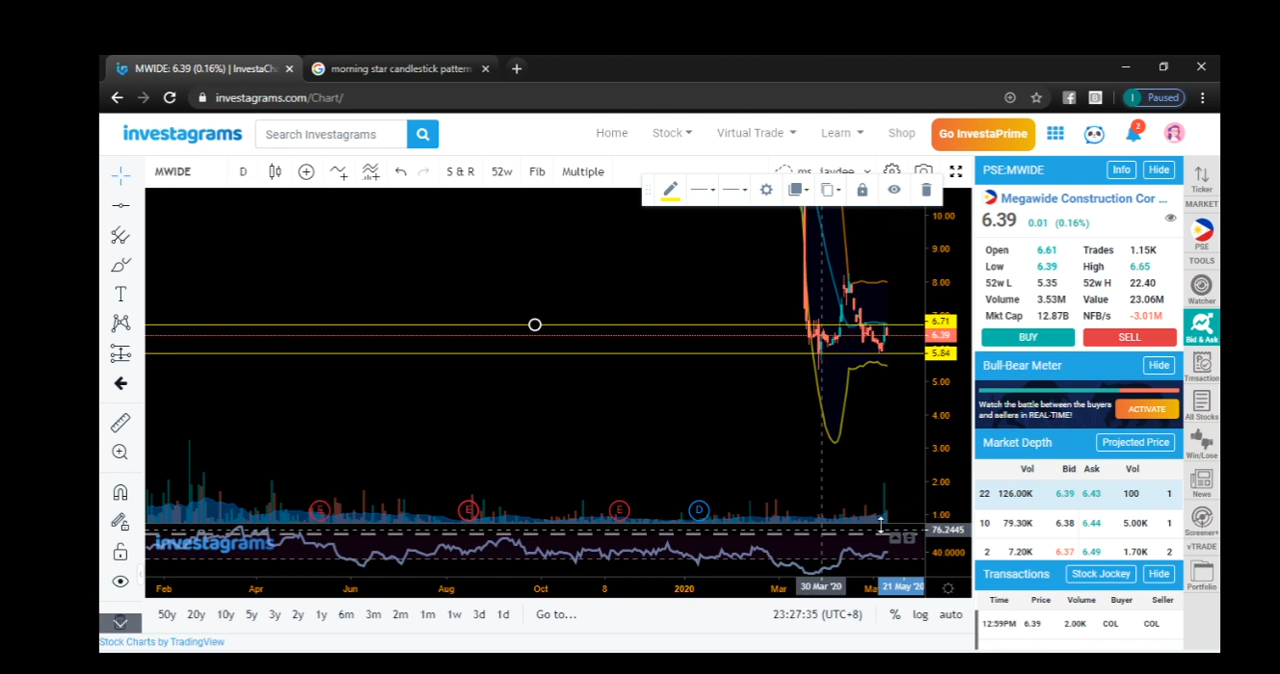 MWIDE: 6.39 (0.16%) | InvestaCh
morning star candlestick pattern
investagrams.com/Chart/
Paused
investagrams
Search Investagrams
Home
Stock
Virtual Trade
Learn
Shop
Go InvestaPrime
2
MWIDE
D
S & R
52w
Fib
Multiple
ms_jaydee
PSE:MWIDE
Info
Hide
Megawide Construction Cor ...
6.39 0.01 (0.16%)
Open 6.61 Trades 1.15K
Low 6.39 High 6.65
52w L 5.35 52w H 22.40
Volume 3.53M Value 23.06M
Mkt Cap 12.87B NFB/s -3.01M
BUY
SELL
Bull-Bear Meter
Hide
Watch the battle between the buyers
and sellers in REAL-TIME!
ACTIVATE
Market Depth
Projected Price
Vol Bid Ask Vol
22 126.00K 6.39 6.43 100 1
10 79.30K 6.38 6.44 5.00K 1
2 7.20K 6.37 6.49 1.70K 2
Transactions
Stock Jockey
Hide
Time Price Volume Buyer Seller
12:59PM 6.39 2.00K COL COL
Ticker
MARKET
PSE
TOOLS
Watcher
Bid & Ask
All Stocks
Win/Lose
News
Screener+
vTRADE
Portfolio
10.00
9.00
8.00
6.71
6.39
5.84
5.00
4.00
3.00
2.00
1.00
76.2445
40.0000
E
E
E
D
investagrams
Feb
Apr
Jun
Aug
Oct
8
2020
Mar
30 Mar '20
May
21 May '20
50y 20y 10y 5y 3y 2y 1y 6m 3m 2m 1m 1w 3d 1d
Go to...
23:27:35 (UTC+8)
%
log
auto
Stock Charts by TradingView